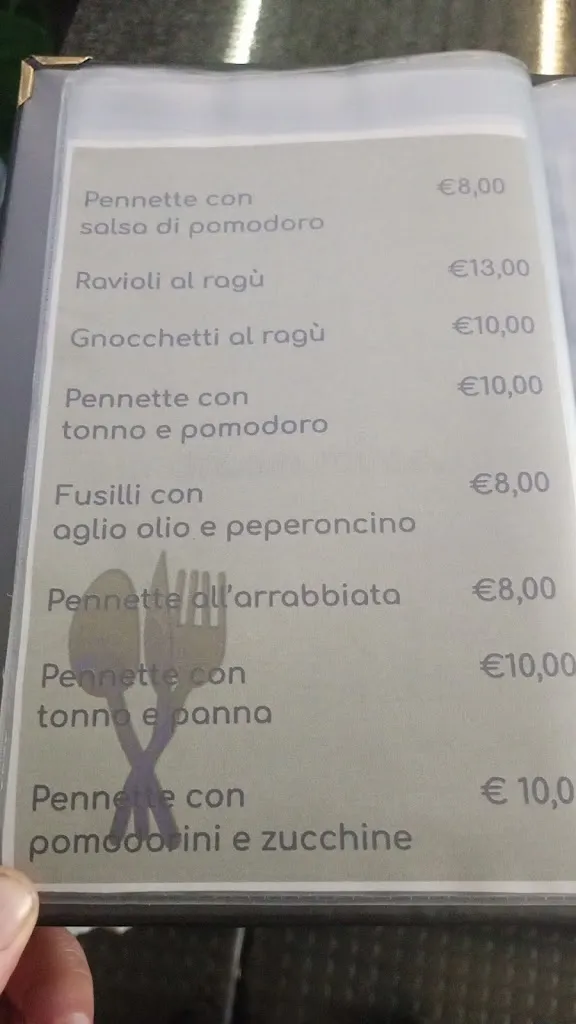 Pennette con €8,00
salsa di pomodoro
Ravioli al ragù €13,00
Gnocchetti al ragù €10,00
Pennette con €10,00
tonno e pomodoro
Fusilli con €8,00
aglio olio e peperoncino
Pennette all'arrabbiata €8,00
Pennette con €10,00
tonno e panna
Pennette con € 10,0
pomodorini e zucchine